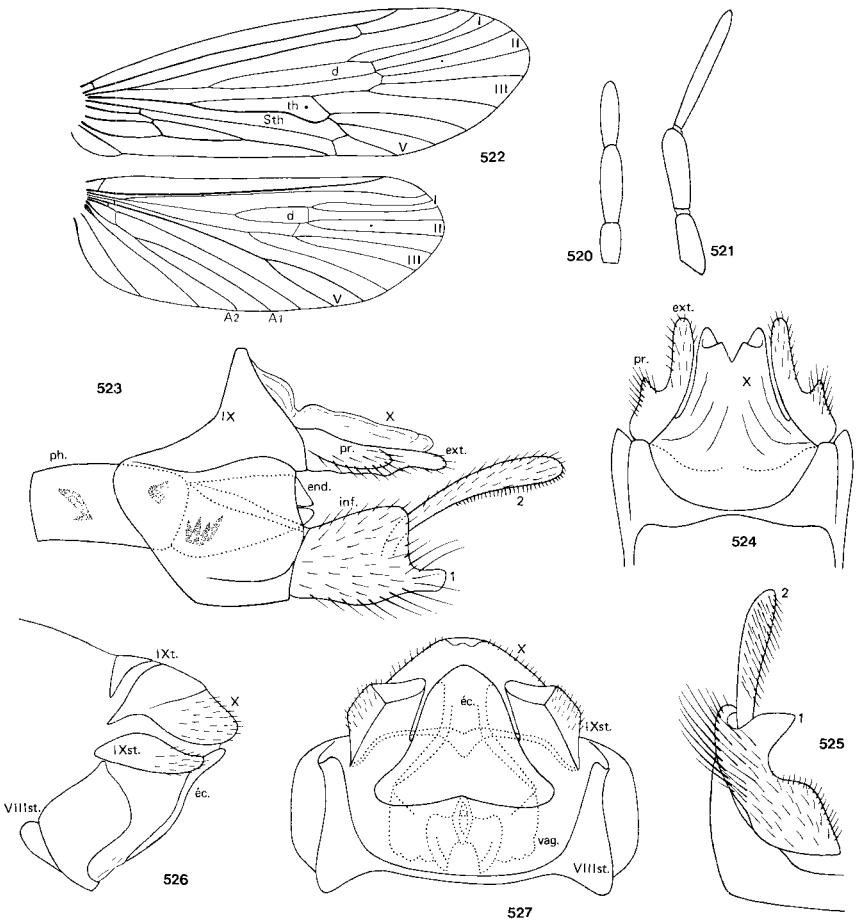 I
II
d
III
th
Sth
V
522
d
I
II
III
V
A2 A1
520
521
523
IX
X
ph.
pr.
ext.
end.
inf.
2
1
ext.
pr.
X
524
IXt.
X
IXst.
VIIIst.
éc.
526
X
éc.
IXst.
vag.
VIIIst.
527
2
1
525